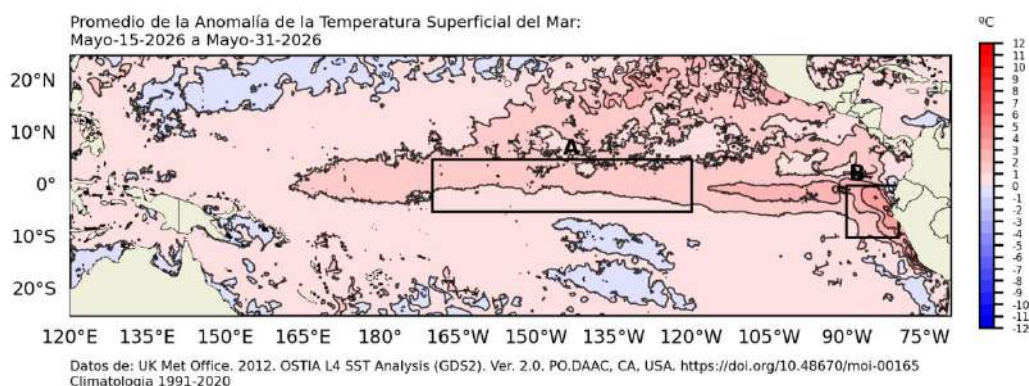 Promedio de la Anomalía de la Temperatura Superficial del Mar:
Mayo-15-2026 a Mayo-31-2026
ºC
20°N
10°N
0°
10°S
20°S
A
B
12
11
10
9
8
7
6
5
4
3
2
1
0
-1
-2
-3
-4
-5
-6
-7
-8
-9
-10
-11
-12
120°E 135°E 150°E 165°E 180° 165°W 150°W 135°W 120°W 105°W 90°W 75°W
Datos de: UK Met Office. 2012. OSTIA L4 SST Analysis (GDS2). Ver. 2.0. PO.DAAC, CA, USA. https://doi.org/10.48670/moi-00165
Climatologia 1991-2020